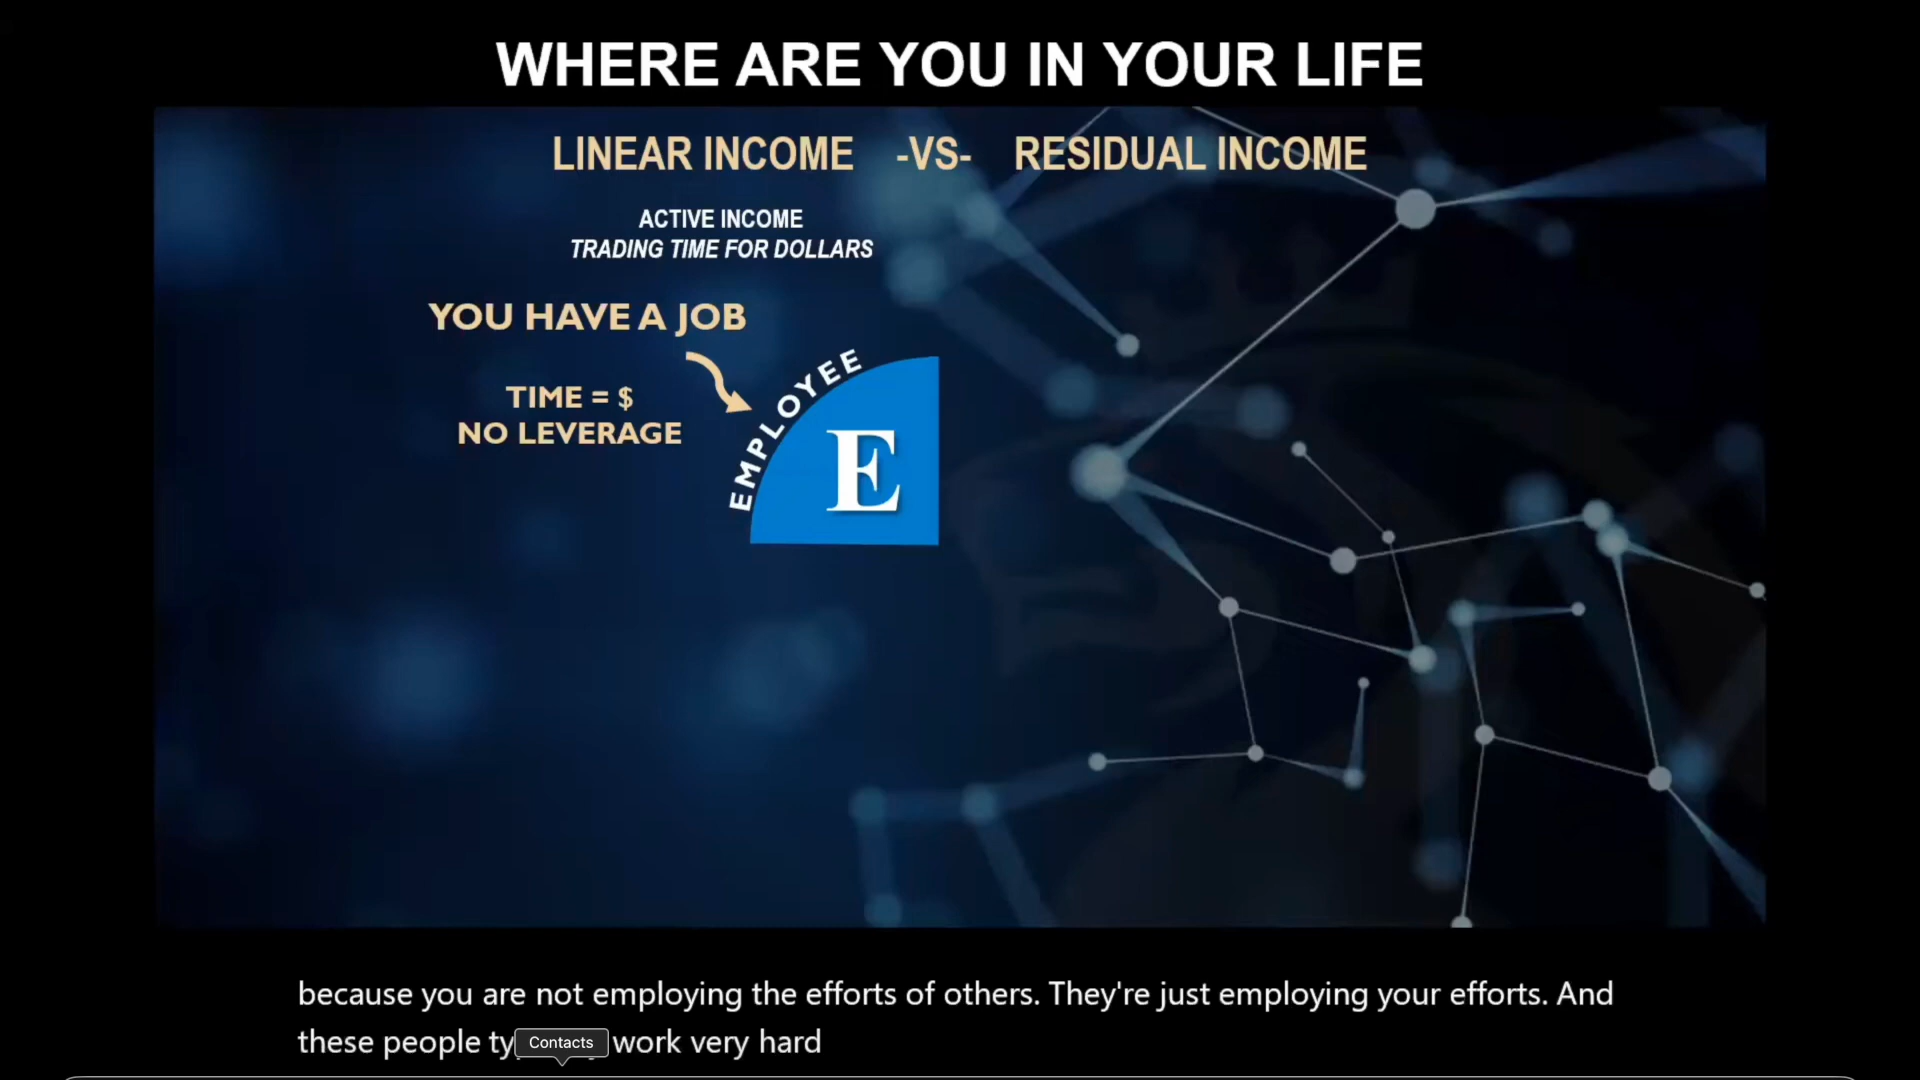 WHERE ARE YOU IN YOUR LIFE
LINEAR INCOME -VS- RESIDUAL INCOME
ACTIVE INCOME
TRADING TIME FOR DOLLARS
YOU HAVE A JOB
TIME = $
NO LEVERAGE
EMPLOYEE
E
because you are not employing the efforts of others. They're just employing your efforts. And
these people work very hard
Contacts